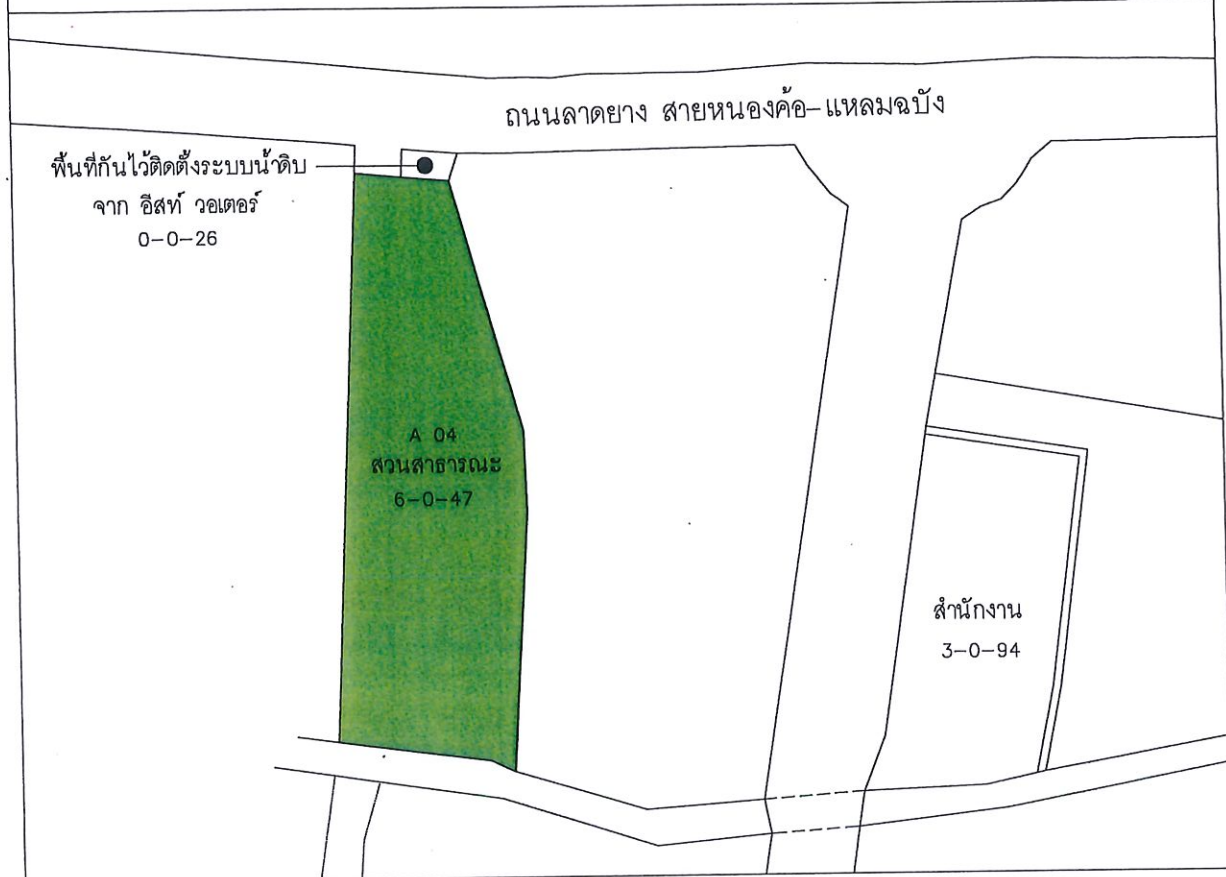 ถนนลาดยาง สายหนองค้อ-แหลมฉบัง
พื้นที่กันไว้ติดตั้งระบบน้ำดิบ
จาก อีสท์ วอเตอร์
0-0-26
A 04
สวนสาธารณะ
6-0-47
สำนักงาน
3-0-94